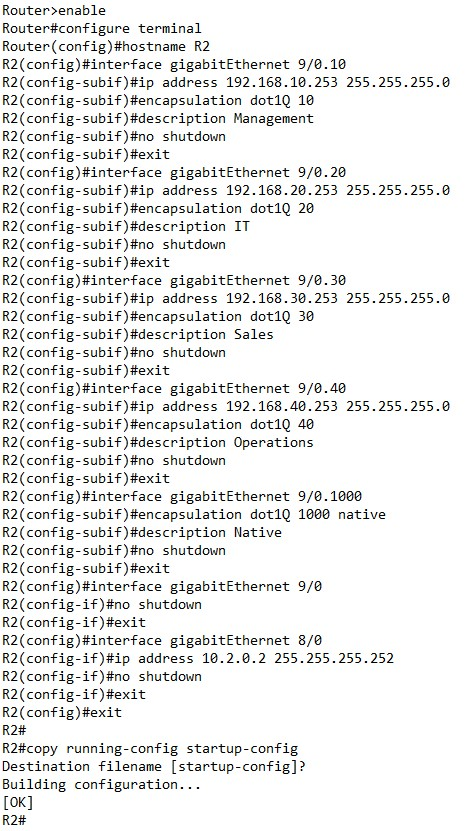 Router>enable
Router#configure terminal
Router(config)#hostname R2
R2(config)#interface gigabitEthernet 9/0.10
R2(config-subif)#ip address 192.168.10.253 255.255.255.0
R2(config-subif)#encapsulation dot1Q 10
R2(config-subif)#description Management
R2(config-subif)#no shutdown
R2(config-subif)#exit
R2(config)#interface gigabitEthernet 9/0.20
R2(config-subif)#ip address 192.168.20.253 255.255.255.0
R2(config-subif)#encapsulation dot1Q 20
R2(config-subif)#description IT
R2(config-subif)#no shutdown
R2(config-subif)#exit
R2(config)#interface gigabitEthernet 9/0.30
R2(config-subif)#ip address 192.168.30.253 255.255.255.0
R2(config-subif)#encapsulation dot1Q 30
R2(config-subif)#description Sales
R2(config-subif)#no shutdown
R2(config-subif)#exit
R2(config)#interface gigabitEthernet 9/0.40
R2(config-subif)#ip address 192.168.40.253 255.255.255.0
R2(config-subif)#encapsulation dot1Q 40
R2(config-subif)#description Operations
R2(config-subif)#no shutdown
R2(config-subif)#exit
R2(config)#interface gigabitEthernet 9/0.1000
R2(config-subif)#encapsulation dot1Q 1000 native
R2(config-subif)#description Native
R2(config-subif)#no shutdown
R2(config-subif)#exit
R2(config)#interface gigabitEthernet 9/0
R2(config-if)#no shutdown
R2(config-if)#exit
R2(config)#interface gigabitEthernet 8/0
R2(config-if)#ip address 10.2.0.2 255.255.255.252
R2(config-if)#no shutdown
R2(config-if)#exit
R2(config)#exit
R2#
R2#copy running-config startup-config
Destination filename [startup-config]?
Building configuration...
[OK]
R2#